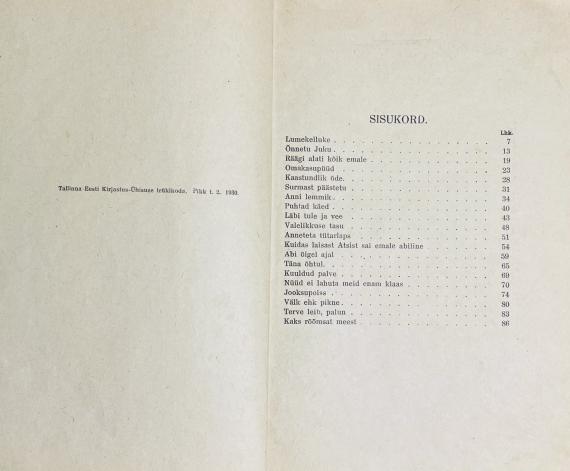 Tallinna Eesti Kirjastus-Ühisuse trükikoda, Pikk t. 2. 1930.
SISUKORD.
Lhk.
Lumekelluke . . . . . . . . . . . . . . . . 7
Õnnetu Juku . . . . . . . . . . . . . . . . 13
Räägi alati kõik emale . . . . . . . . . . . . 19
Omakasupüüd . . . . . . . . . . . . . . . 23
Kaastundlik õde. . . . . . . . . . . . . . . 28
Surmast päästetu . . . . . . . . . . . . . . 31
Anni lemmik . . . . . . . . . . . . . . . . 34
Puhtad käed . . . . . . . . . . . . . . . . 40
Läbi tule ja vee . . . . . . . . . . . . . . 43
Valelikkuse tasu . . . . . . . . . . . . . . 48
Anneteta tütarlaps . . . . . . . . . . . . . 51
Kuidas laisast Atsist sai emale abiline . . . . . . 54
Abi õigel ajal . . . . . . . . . . . . . . . 59
Täna õhtul. . . . . . . . . . . . . . . . . 65
Kuuldud palve . . . . . . . . . . . . . . . 69
Nüüd ei lahuta meid enam klaas . . . . . . . . 70
Jooksupoiss . . . . . . . . . . . . . . . . 74
Välk ehk pikne . . . . . . . . . . . . . . . 80
Terve leib, palun . . . . . . . . . . . . . . 83
Kaks rõõmsat meest . . . . . . . . . . . . . 86